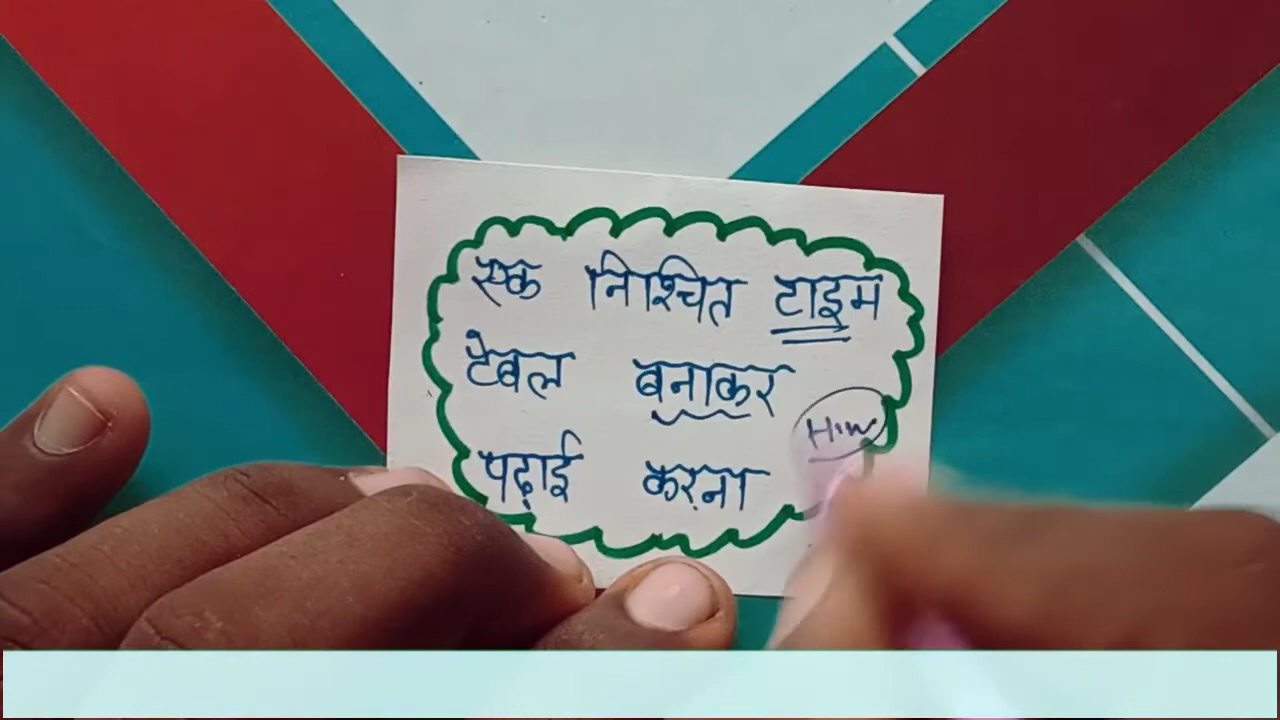 एक निश्चित टाइम
टेबल बनाकर
पढ़ाई करना